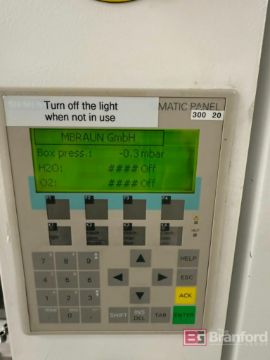 Turn off the light
when not in use
MATIC PANEL
300 20
MBRAUN GmbH
Box press.: -0.3 mbar
H2O: #### Off
O2: #### Off
7 8 9
4 5 6
1 2 3
0
HELP
ESC
ACK
SHIFT INS DEL TAB ENTER
BG Branford